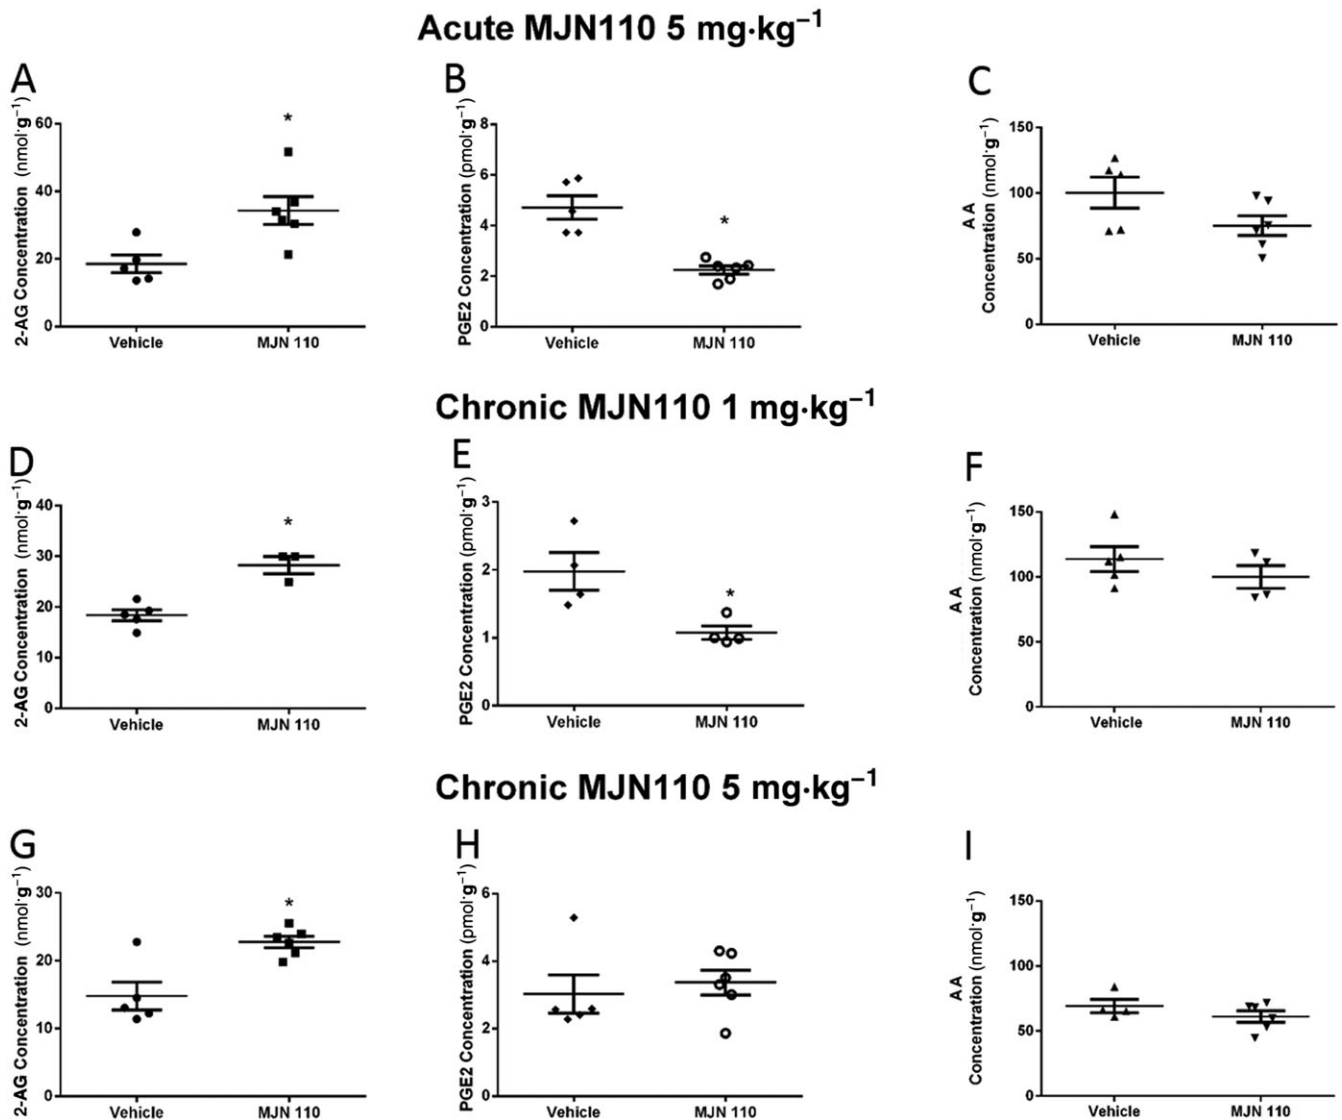 Acute MJN110 5 mg·kg⁻¹
A
2-AG Concentration (nmol·g⁻¹)
60
40
20
0
*
Vehicle
MJN 110
B
PGE2 Concentration (pmol·g⁻¹)
8
6
4
2
0
*
Vehicle
MJN 110
C
A A
Concentration (nmol·g⁻¹)
150
100
50
0
Vehicle
MJN 110
Chronic MJN110 1 mg·kg⁻¹
D
2-AG Concentration (nmol·g⁻¹)
40
30
20
10
0
*
Vehicle
MJN 110
E
PGE2 Concentration (pmol·g⁻¹)
3
2
1
0
*
Vehicle
MJN 110
F
A A
Concentration (nmol·g⁻¹)
150
100
50
0
Vehicle
MJN 110
Chronic MJN110 5 mg·kg⁻¹
G
2-AG Concentration (nmol·g⁻¹)
30
20
10
0
*
Vehicle
MJN 110
H
PGE2 Concentration (pmol·g⁻¹)
6
4
2
0
Vehicle
MJN 110
I
A A
Concentration (nmol·g⁻¹)
150
100
50
0
Vehicle
MJN 110